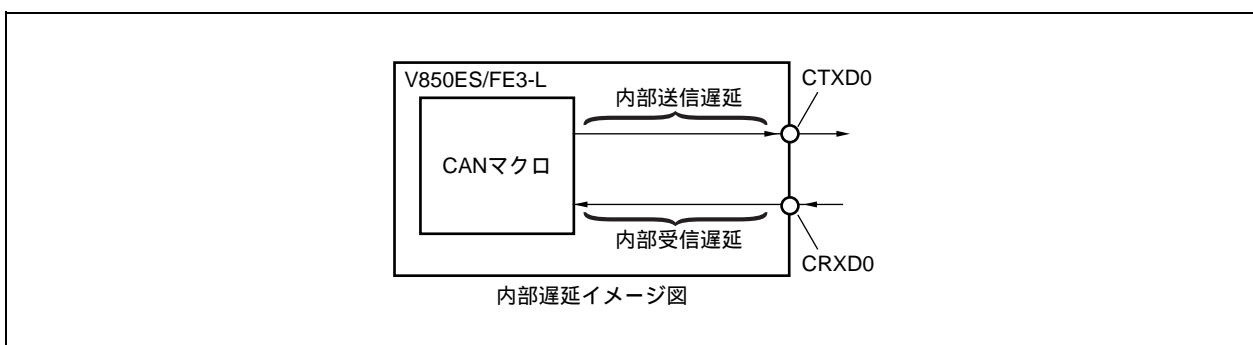 V850ES/FE3-L
CTXD0
内部送信遅延
CANマクロ
内部受信遅延
CRXD0
内部遅延イメージ図